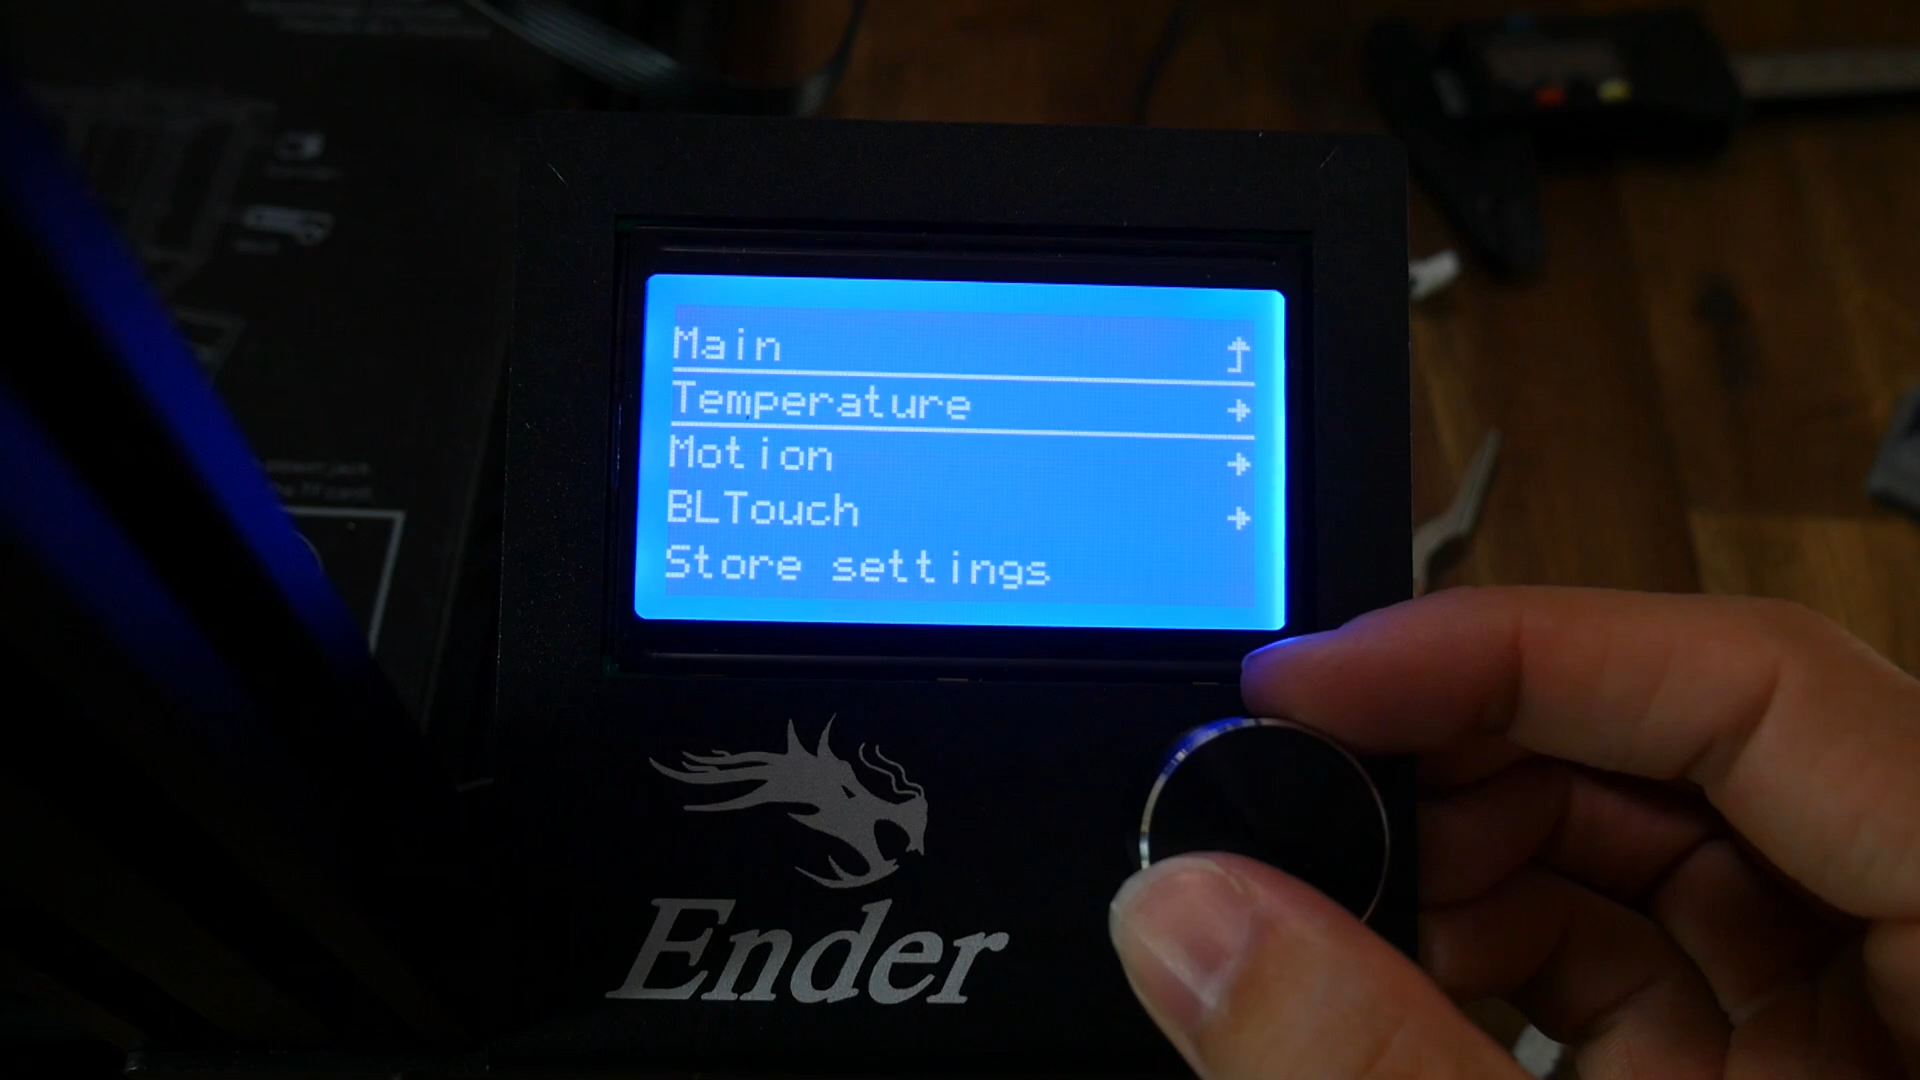 Main
Temperature
Motion
BLTouch
Store settings
Ender